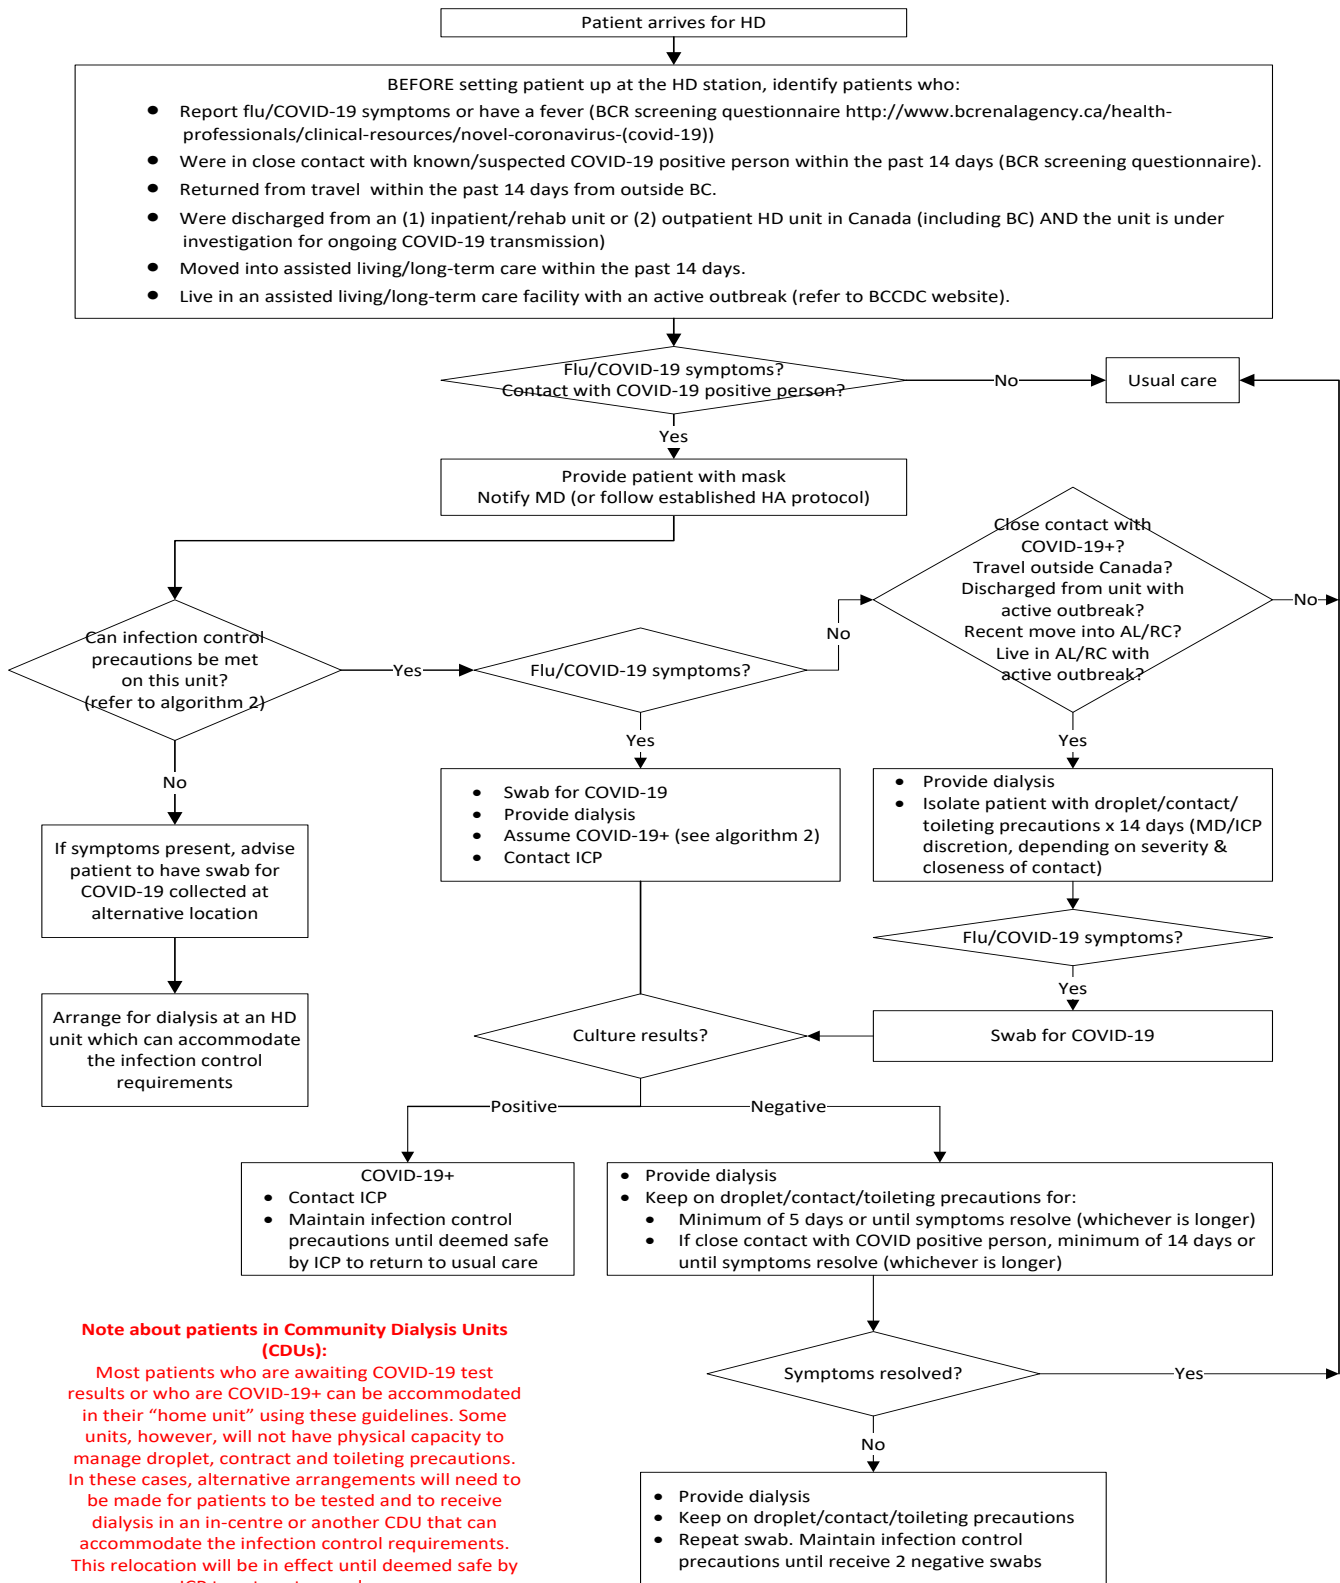 Patient arrives for HD
BEFORE setting patient up at the HD station, identify patients who:
● Report flu/COVID-19 symptoms or have a fever (BCR screening questionnaire http://www.bcrenalagency.ca/health-
professionals/clinical-resources/novel-coronavirus-(covid-19))
● Were in close contact with known/suspected COVID-19 positive person within the past 14 days (BCR screening questionnaire).
● Returned from travel within the past 14 days from outside BC.
● Were discharged from an (1) inpatient/rehab unit or (2) outpatient HD unit in Canada (including BC) AND the unit is under
investigation for ongoing COVID-19 transmission)
● Moved into assisted living/long-term care within the past 14 days.
● Live in an assisted living/long-term care facility with an active outbreak (refer to BCCDC website).
Flu/COVID-19 symptoms?
Contact with COVID-19 positive person?
No
Usual care
Yes
Provide patient with mask
Notify MD (or follow established HA protocol)
Can infection control
precautions be met
on this unit?
(refer to algorithm 2)
Yes
Flu/COVID-19 symptoms?
No
Close contact with
COVID-19+?
Travel outside Canada?
Discharged from unit with
active outbreak?
Recent move into AL/RC?
Live in AL/RC with
active outbreak?
No
No
If symptoms present, advise
patient to have swab for
COVID-19 collected at
alternative location
Arrange for dialysis at an HD
unit which can accommodate
the infection control
requirements
Yes
● Swab for COVID-19
● Provide dialysis
● Assume COVID-19+ (see algorithm 2)
● Contact ICP
Yes
● Provide dialysis
● Isolate patient with droplet/contact/
toileting precautions x 14 days (MD/ICP
discretion, depending on severity &
closeness of contact)
Flu/COVID-19 symptoms?
Yes
Swab for COVID-19
Culture results?
Positive
Negative
COVID-19+
● Contact ICP
● Maintain infection control
precautions until deemed safe
by ICP to return to usual care
● Provide dialysis
● Keep on droplet/contact/toileting precautions for:
● Minimum of 5 days or until symptoms resolve (whichever is longer)
● If close contact with COVID positive person, minimum of 14 days or
until symptoms resolve (whichever is longer)
Symptoms resolved?
Yes
No
● Provide dialysis
● Keep on droplet/contact/toileting precautions
● Repeat swab. Maintain infection control
precautions until receive 2 negative swabs
Note about patients in Community Dialysis Units
(CDUs):
Most patients who are awaiting COVID-19 test
results or who are COVID-19+ can be accommodated
in their “home unit” using these guidelines. Some
units, however, will not have physical capacity to
manage droplet, contract and toileting precautions.
In these cases, alternative arrangements will need to
be made for patients to be tested and to receive
dialysis in an in-centre or another CDU that can
accommodate the infection control requirements.
This relocation will be in effect until deemed safe by